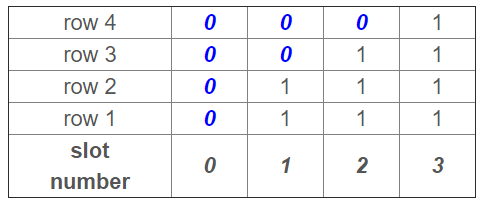 row 4 0 0 0 1
row 3 0 0 1 1
row 2 0 1 1 1
row 1 0 1 1 1
slot
number 0 1 2 3